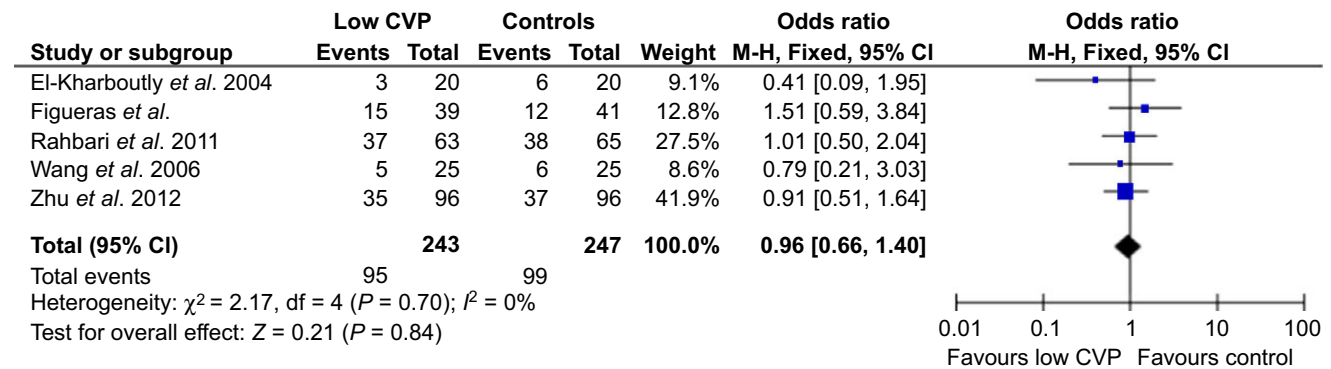 Low CVP Controls Odds ratio Odds ratio
Study or subgroup Events Total Events Total Weight M-H, Fixed, 95% CI M-H, Fixed, 95% CI
El-Kharboutly et al. 2004 3 20 6 20 9.1% 0.41 [0.09, 1.95]
Figueras et al. 15 39 12 41 12.8% 1.51 [0.59, 3.84]
Rahbari et al. 2011 37 63 38 65 27.5% 1.01 [0.50, 2.04]
Wang et al. 2006 5 25 6 25 8.6% 0.79 [0.21, 3.03]
Zhu et al. 2012 35 96 37 96 41.9% 0.91 [0.51, 1.64]
Total (95% CI) 243 247 100.0% 0.96 [0.66, 1.40]
Total events 95 99
Heterogeneity: χ2 = 2.17, df = 4 (P = 0.70); I2 = 0%
Test for overall effect: Z = 0.21 (P = 0.84)
0.01 0.1 1 10 100
Favours low CVP Favours control